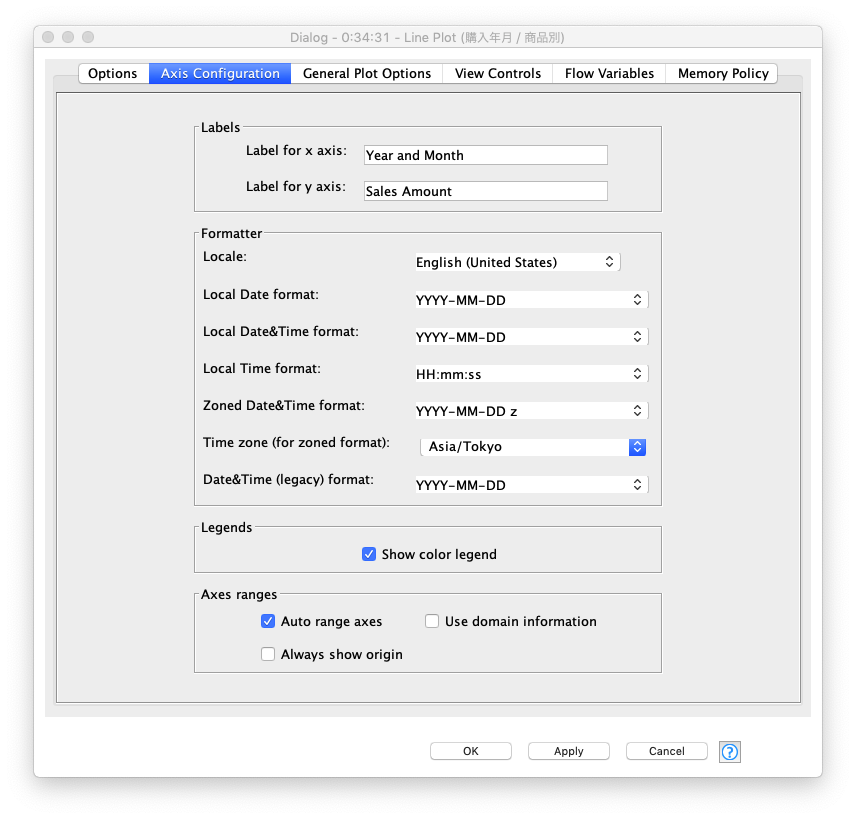 Dialog - 0:34:31 - Line Plot (購入年月 / 商品別)
Options Axis Configuration General Plot Options View Controls Flow Variables Memory Policy
Labels
Label for x axis: Year and Month
Label for y axis: Sales Amount
Formatter
Locale: English (United States)
Local Date format: YYYY-MM-DD
Local Date&Time format: YYYY-MM-DD
Local Time format: HH:mm:ss
Zoned Date&Time format: YYYY-MM-DD z
Time zone (for zoned format): Asia/Tokyo
Date&Time (legacy) format: YYYY-MM-DD
Legends
Show color legend
Axes ranges
Auto range axes Use domain information
Always show origin
OK Apply Cancel ?